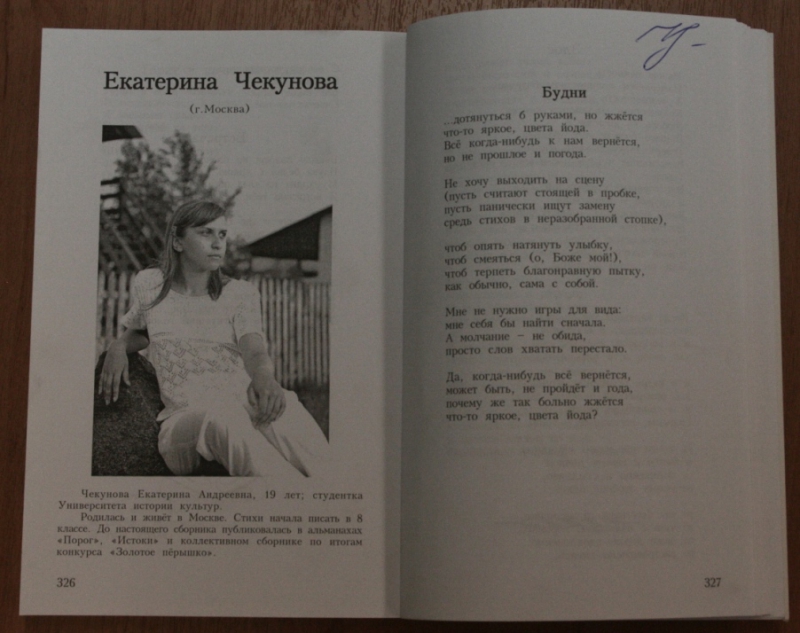 Екатерина Чекунова
(г.Москва)
Чекунова Екатерина Андреевна, 19 лет; студентка
Университета истории культур.
Родилась и живёт в Москве. Стихи начала писать в 8
классе. До настоящего сборника публиковалась в альманахах
«Порог», «Истоки» и коллективном сборнике по итогам
конкурса «Золотое пёрышко».
326
Будни
...дотянуться б руками, но жжётся
что-то яркое, цвета йода.
Всё когда-нибудь к нам вернётся,
но не прошлое и погода.
Не хочу выходить на сцену
(пусть считают стоящей в пробке,
пусть панически ищут замену
средь стихов в неразобранной стопке),
чтоб опять натянуть улыбку,
чтоб смеяться (о, Боже мой!),
чтоб терпеть благонравную пытку,
как обычно, сама с собой.
Мне не нужно игры для вида:
мне себя бы найти сначала.
А молчание – не обида,
просто слов хватать перестало.
Да, когда-нибудь всё вернётся,
может быть, не пройдёт и года,
почему же так больно жжётся
что-то яркое, цвета йода?
327